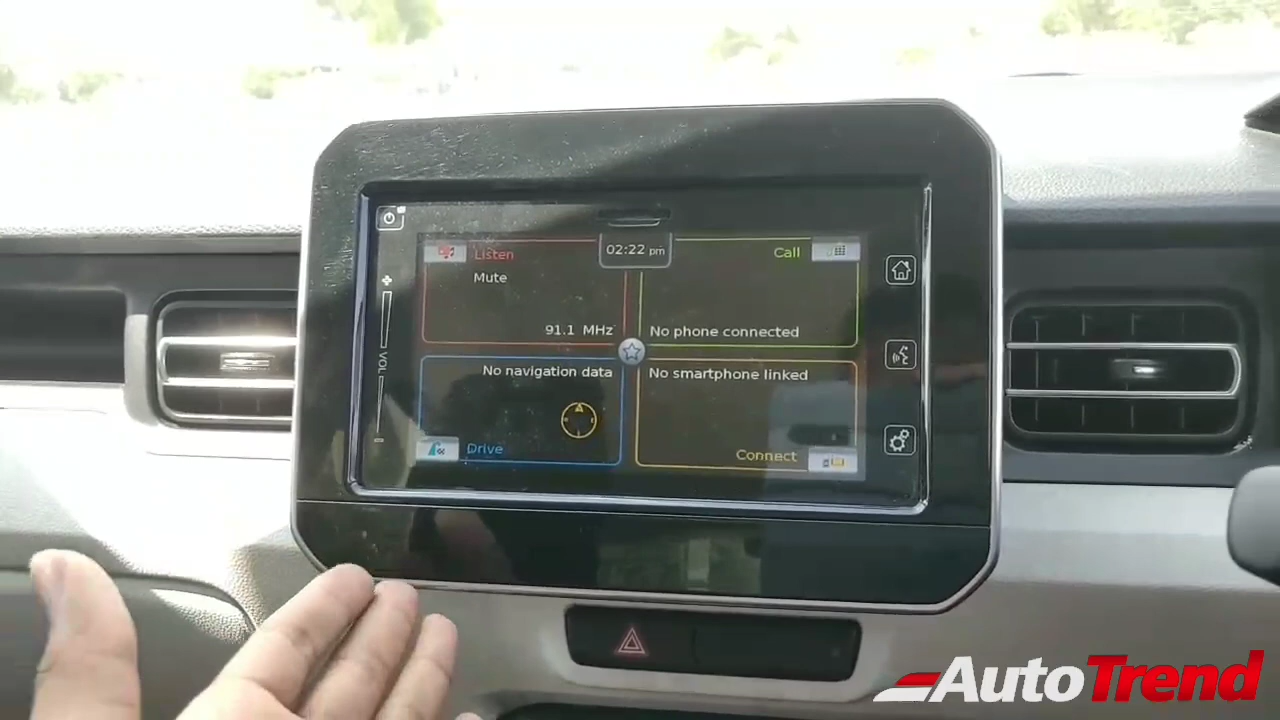 02:22 pm
Listen
Call
Mute
91.1 MHz
No phone connected
VOL
No navigation data
No smartphone linked
Drive
Connect
AutoTrend